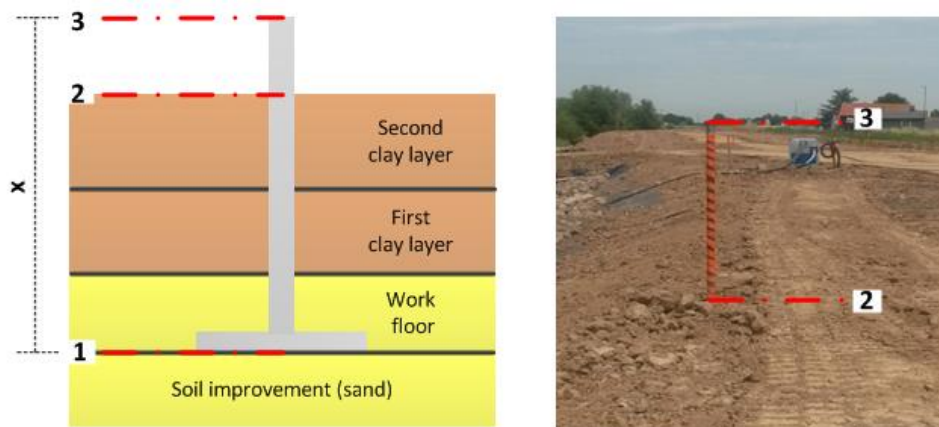 3
2
Second
clay layer
x
First
clay layer
Work
floor
1
Soil improvement (sand)
3
2